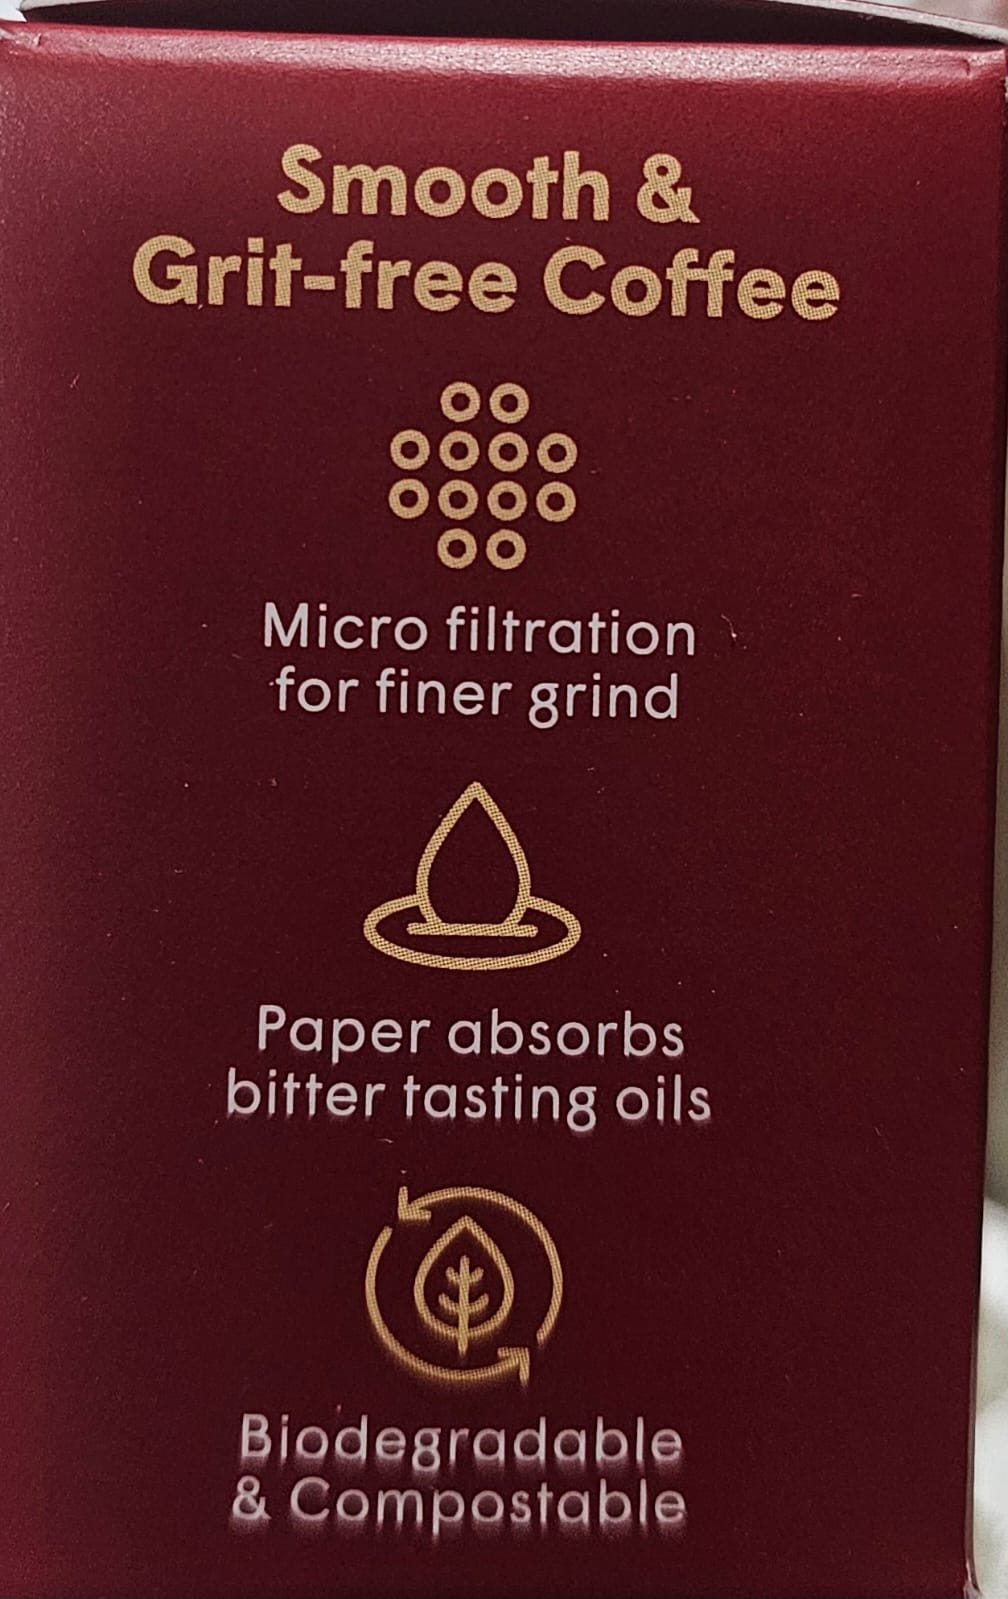 Smooth &
Grit-free Coffee
Micro filtration
for finer grind
Paper absorbs
bitter tasting oils
Biodegradable
& Compostable